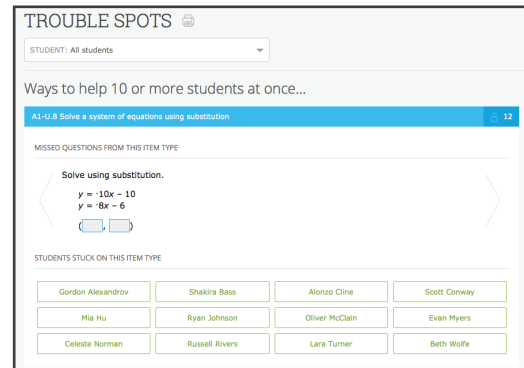 TROUBLE SPOTS
STUDENT: All students
Ways to help 10 or more students at once...
A1-U.8 Solve a system of equations using substitution 12
MISSED QUESTIONS FROM THIS ITEM TYPE
Solve using substitution.
y = -10x – 10
y = -8x – 6
( , )
STUDENTS STUCK ON THIS ITEM TYPE
Gordon Alexandrov Shakira Bass Alonzo Cline Scott Conway
Mia Hu Ryan Johnson Oliver McClain Evan Myers
Celeste Norman Russell Rivers Lara Turner Beth Wolfe